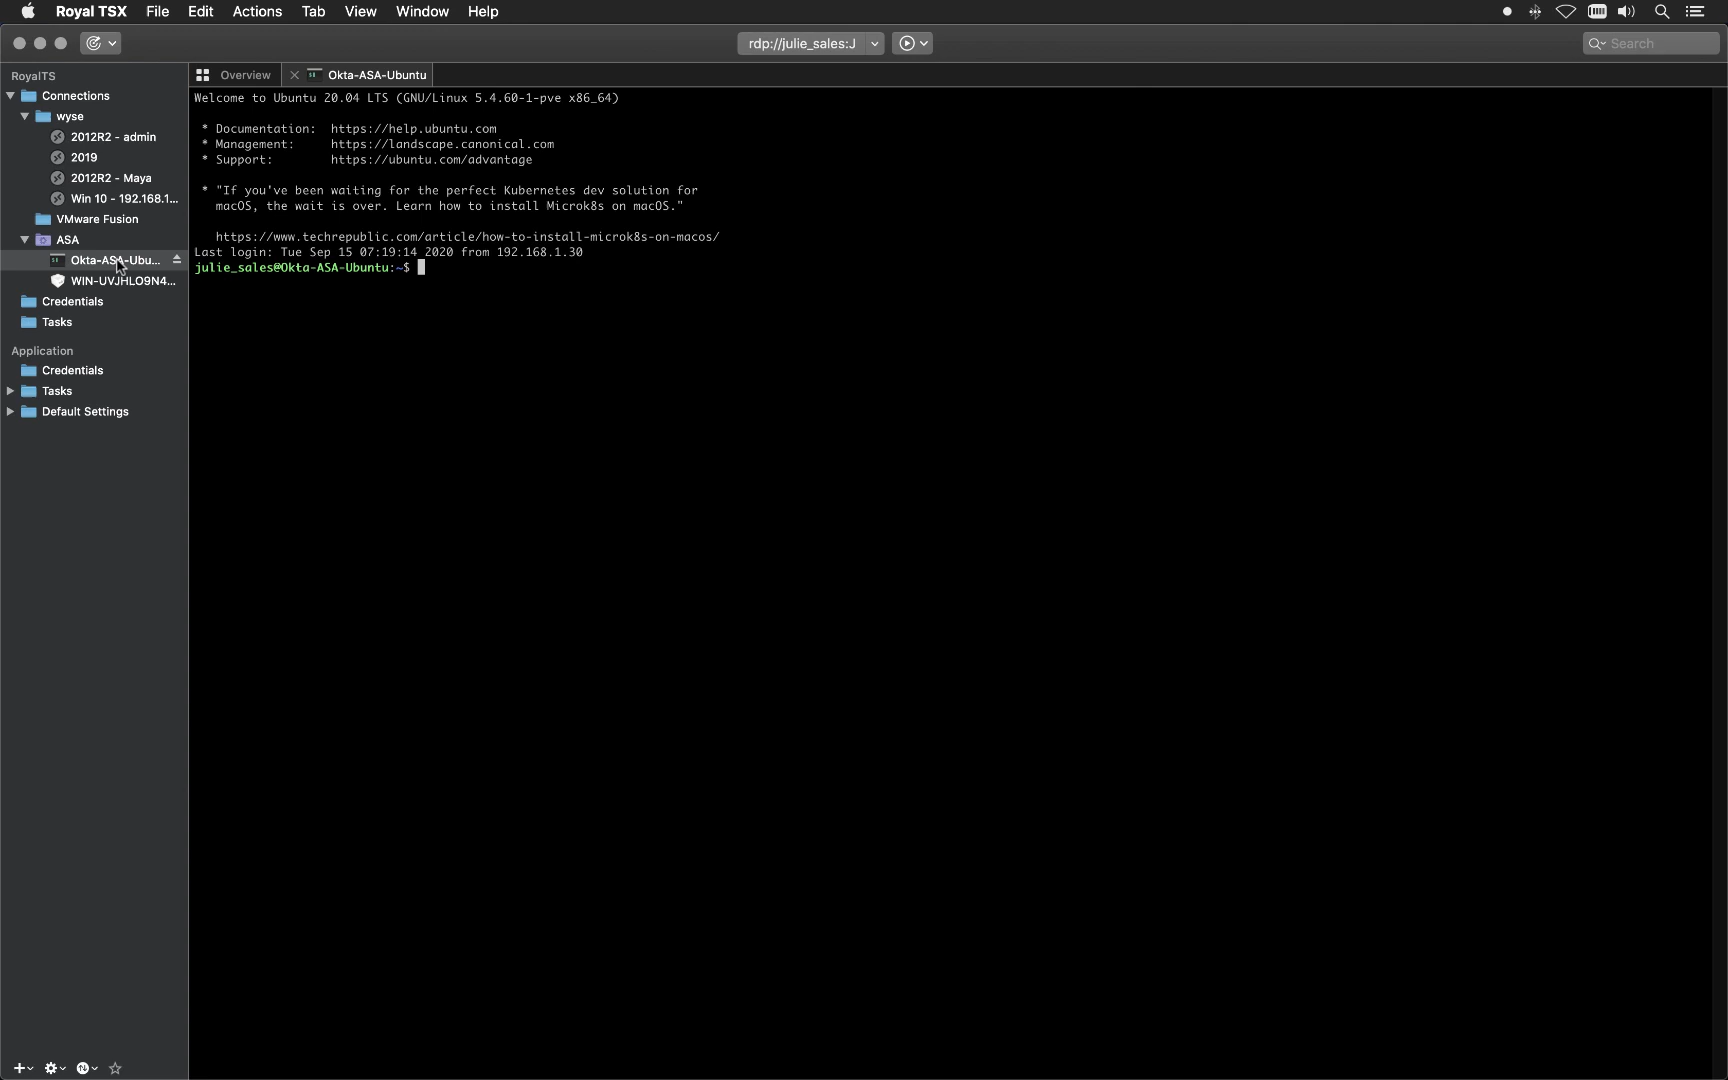 Royal TSX File Edit Actions Tab View Window Help
rdp://julie_sales:J
Search
RoyalTS
Connections
wyse
2012R2 - admin
2019
2012R2 - Maya
Win 10 - 192.168.1...
VMware Fusion
ASA
Okta-ASA-Ubu...
WIN-UVJHLO9N4...
Credentials
Tasks
Application
Credentials
Tasks
Default Settings
Overview
Okta-ASA-Ubuntu
Welcome to Ubuntu 20.04 LTS (GNU/Linux 5.4.60-1-pve x86_64)
* Documentation: https://help.ubuntu.com
* Management: https://landscape.canonical.com
* Support: https://ubuntu.com/advantage
* "If you've been waiting for the perfect Kubernetes dev solution for
macOS, the wait is over. Learn how to install Microk8s on macOS."
https://www.techrepublic.com/article/how-to-install-microk8s-on-macos/
Last login: Tue Sep 15 07:19:14 2020 from 192.168.1.30
julie_sales@Okta-ASA-Ubuntu:~$